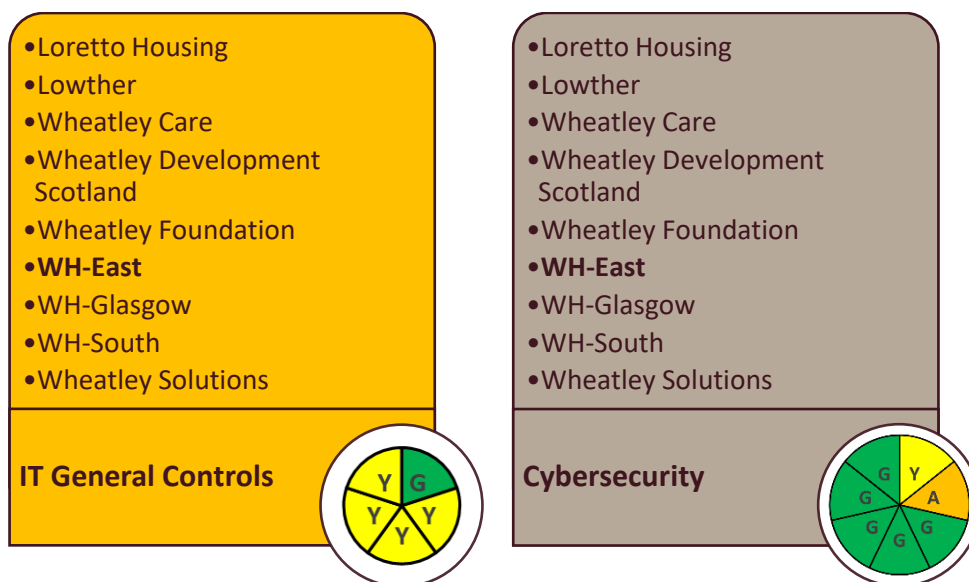 •Loretto Housing
•Lowther
•Wheatley Care
•Wheatley Development
Scotland
•Wheatley Foundation
•WH-East
•WH-Glasgow
•WH-South
•Wheatley Solutions
IT General Controls
Y
G
Y
Y
Y
•Loretto Housing
•Lowther
•Wheatley Care
•Wheatley Development
Scotland
•Wheatley Foundation
•WH-East
•WH-Glasgow
•WH-South
•Wheatley Solutions
Cybersecurity
G
Y
G
A
G
G
G